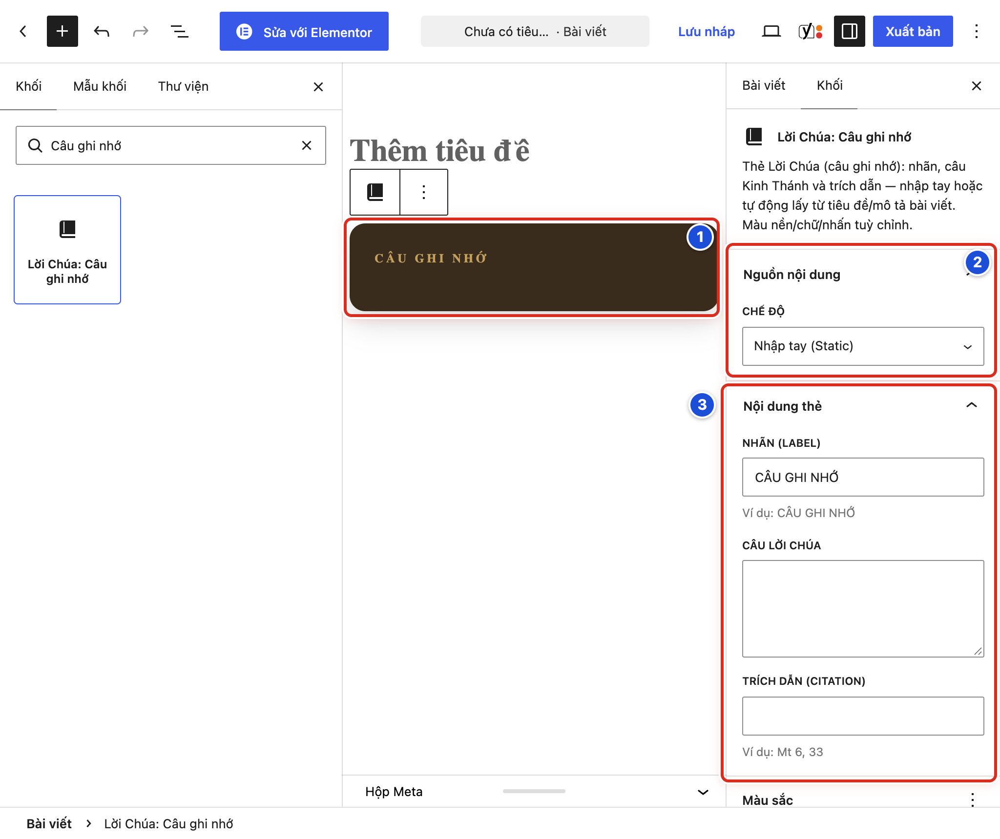 Sửa với Elementor
Chưa có tiêu... · Bài viết
Lưu nháp
Xuất bản
Khối
Mẫu khối
Thư viện
Câu ghi nhớ
Lời Chúa: Câu
ghi nhớ
Thêm tiêu đề
CÂU GHI NHỚ
1
Hộp Meta
Bài viết
Khối
Lời Chúa: Câu ghi nhớ
Thẻ Lời Chúa (câu ghi nhớ): nhãn, câu
Kinh Thánh và trích dẫn — nhập tay hoặc
tự động lấy từ tiêu đề/mô tả bài viết.
Màu nền/chữ/nhấn tuỳ chỉnh.
2
Nguồn nội dung
CHẾ ĐỘ
Nhập tay (Static)
3
Nội dung thẻ
NHÃN (LABEL)
CÂU GHI NHỚ
Ví dụ: CÂU GHI NHỚ
CÂU LỜI CHÚA
TRÍCH DẪN (CITATION)
Ví dụ: Mt 6, 33
Màu sắc
Bài viết › Lời Chúa: Câu ghi nhớ